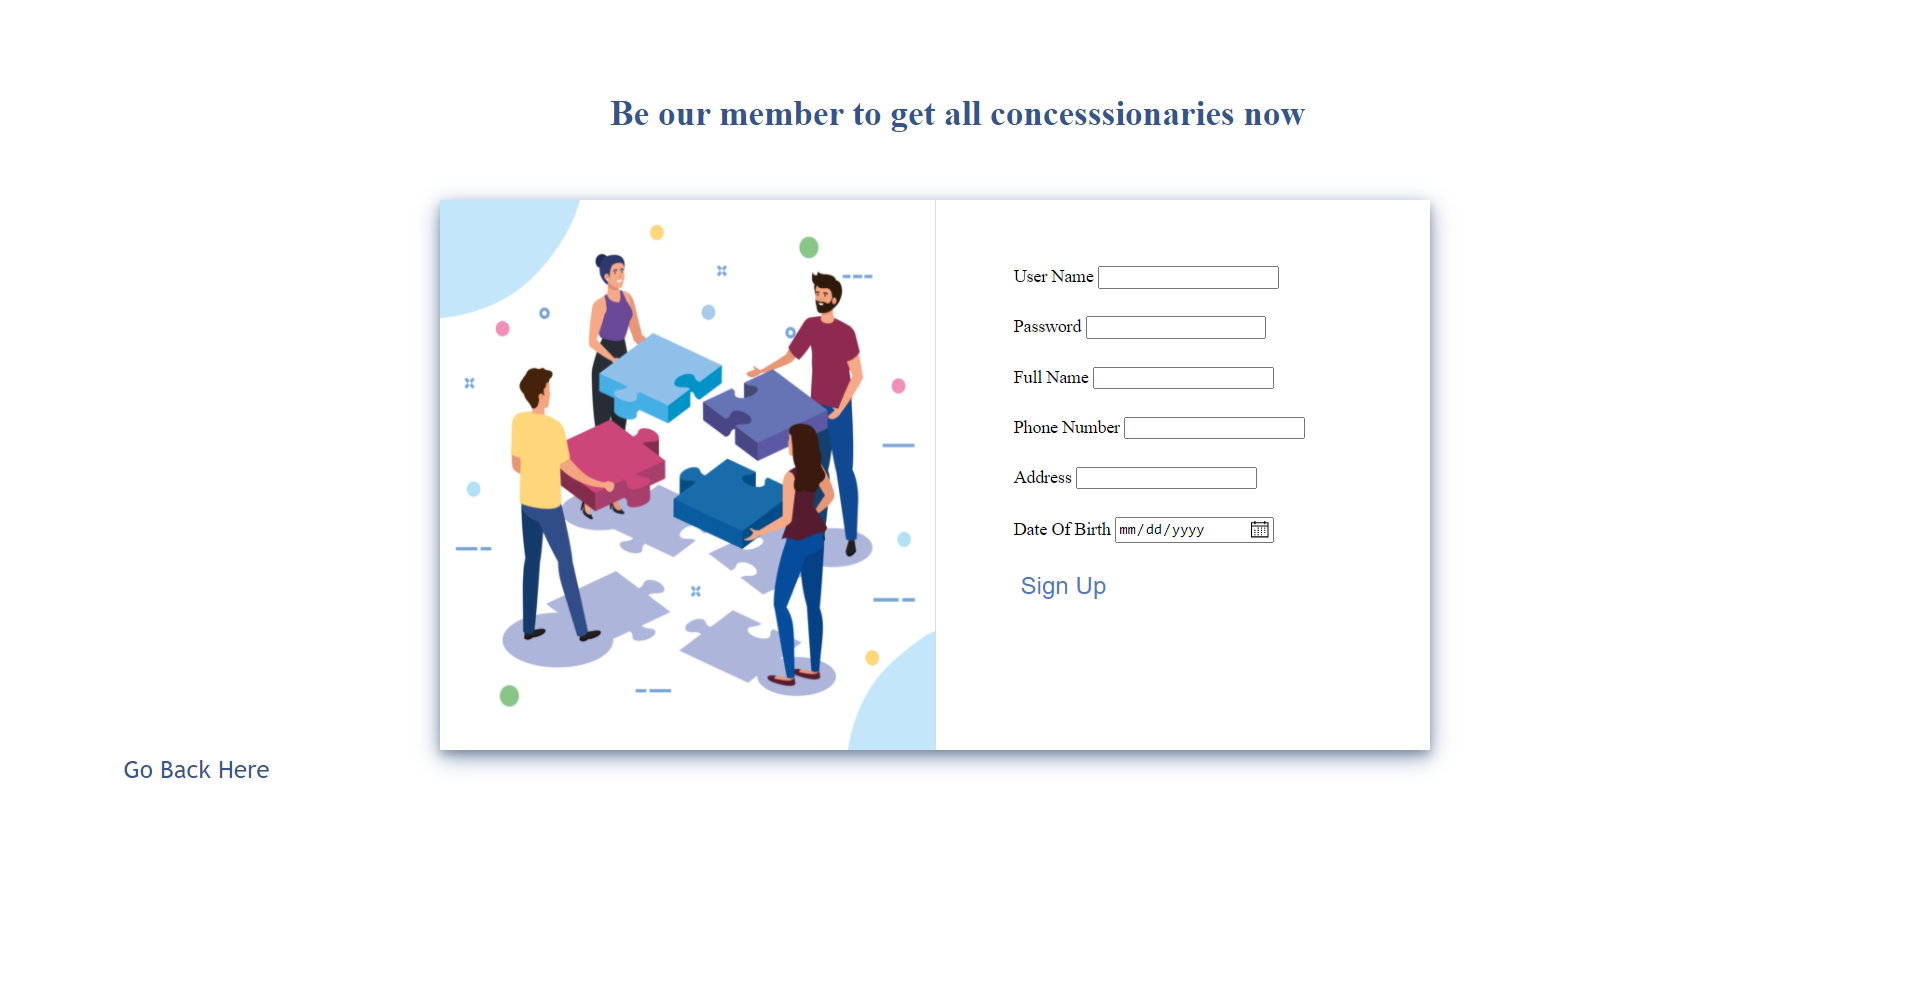 Be our member to get all concesssionaries now
User Name
Password
Full Name
Phone Number
Address
Date Of Birth mm/dd/yyyy
Sign Up
Go Back Here